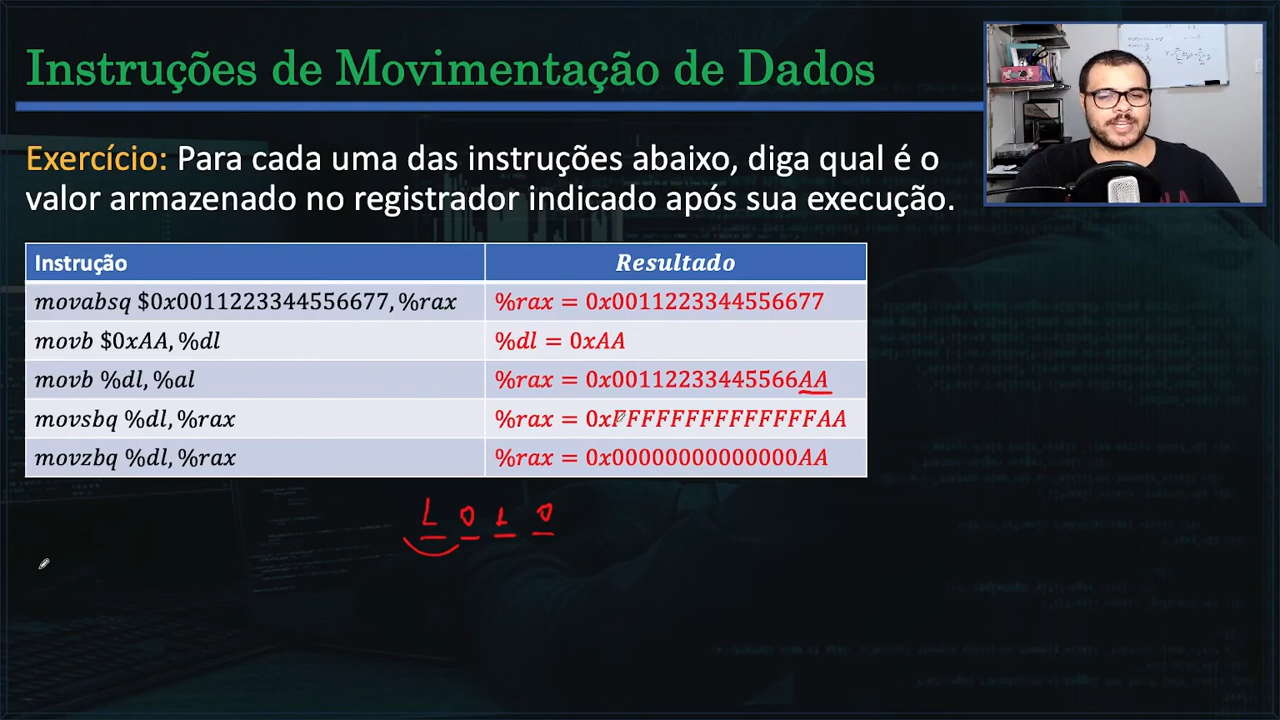 Instruções de Movimentação de Dados
Exercício: Para cada uma das instruções abaixo, diga qual é o
valor armazenado no registrador indicado após sua execução.
Instrução Resultado
movabsq $0x0011223344556677, %rax %rax = 0x0011223344556677
movb $0xAA, %dl %dl = 0xAA
movb %dl, %al %rax = 0x00112233445566AA
movsbq %dl, %rax %rax = 0xFFFFFFFFFFFFFFAA
movzbq %dl, %rax %rax = 0x00000000000000AA
1 0 1 0